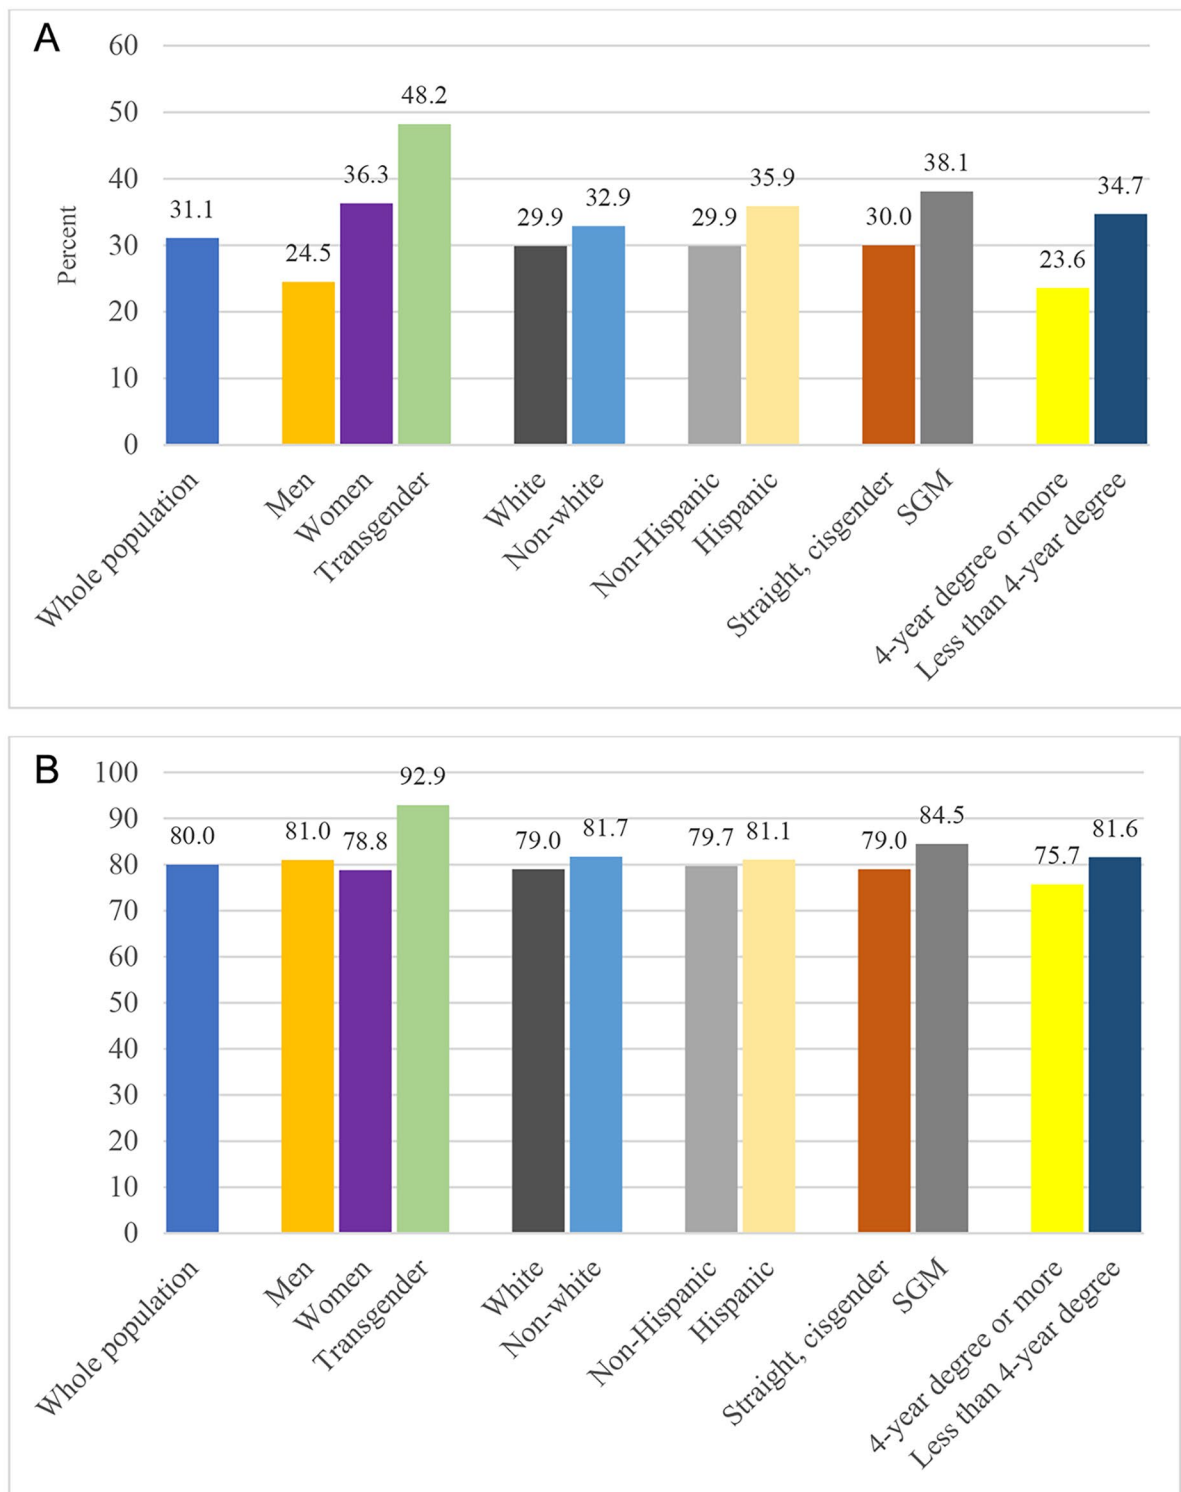 A
60
50
40
30
20
10
0
Percent
31.1
24.5
36.3
48.2
29.9
32.9
29.9
35.9
30.0
38.1
23.6
34.7
Whole population
Men
Women
Transgender
White
Non-white
Non-Hispanic
Hispanic
Straight, cisgender
SGM
4-year degree or more
Less than 4-year degree
B
100
90
80
70
60
50
40
30
20
10
0
80.0
81.0
78.8
92.9
79.0
81.7
79.7
81.1
79.0
84.5
75.7
81.6
Whole population
Men
Women
Transgender
White
Non-white
Non-Hispanic
Hispanic
Straight, cisgender
SGM
4-year degree or more
Less than 4-year degree